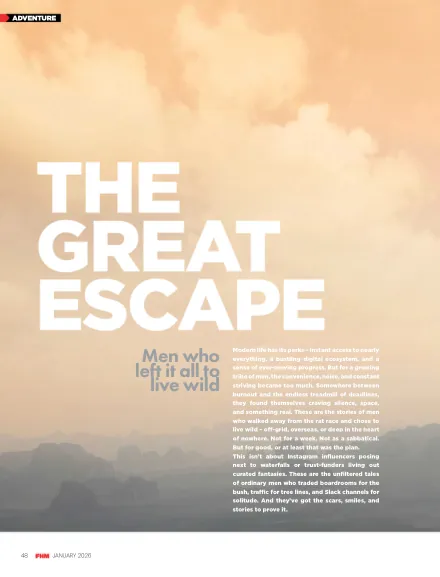 ADVENTURE
THE
GREAT
ESCAPE
Men who
left it all to
live wild
Modern life has its perks – instant access to nearly
everything, a buzzing digital ecosystem, and a
sense of ever-moving progress. But for a growing
tribe of men, the convenience, noise, and constant
striving became too much. Somewhere between
burnout and the endless treadmill of deadlines,
they found themselves craving silence, space,
and something real. These are the stories of men
who walked away from the rat race and chose to
live wild – off-grid, overseas, or deep in the heart
of nowhere. Not for a week. Not as a sabbatical.
But for good, or at least that was the plan.
This isn't about Instagram influencers posing
next to waterfalls or trust-funders living out
curated fantasies. These are the unfiltered tales
of ordinary men who traded boardrooms for the
bush, traffic for tree lines, and Slack channels for
solitude. And they've got the scars, smiles, and
stories to prove it.
48 FHM JANUARY 2026